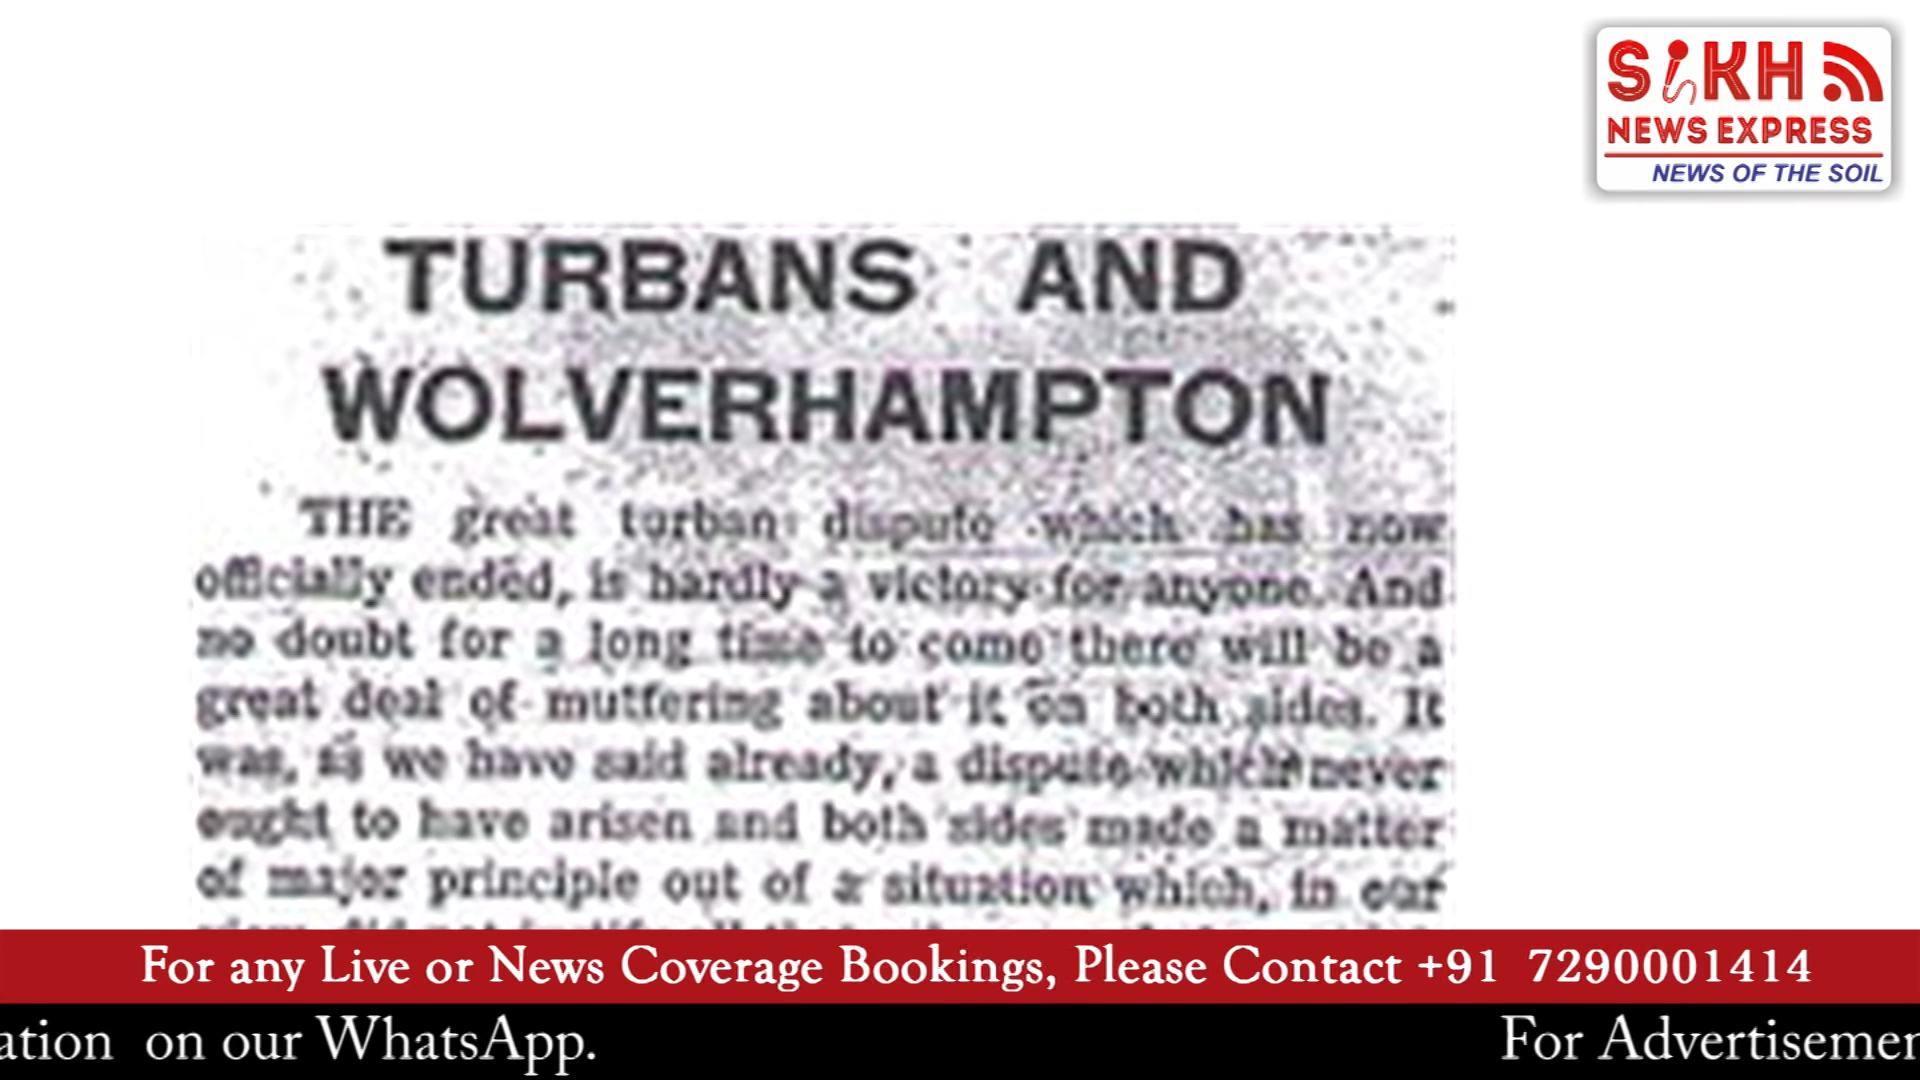 SiKH
NEWS EXPRESS
NEWS OF THE SOIL
TURBANS AND
WOLVERHAMPTON
THE great turban dispute which has now
officially ended, is hardly a victory for anyone. And
no doubt for a long time to come there will be a
great deal of muttering about it on both sides. It
was, as we have said already, a dispute which never
ought to have arisen and both sides made a matter
of major principle out of a situation which, in our
For any Live or News Coverage Bookings, Please Contact +91 7290001414
ation on our WhatsApp. For Advertisemen